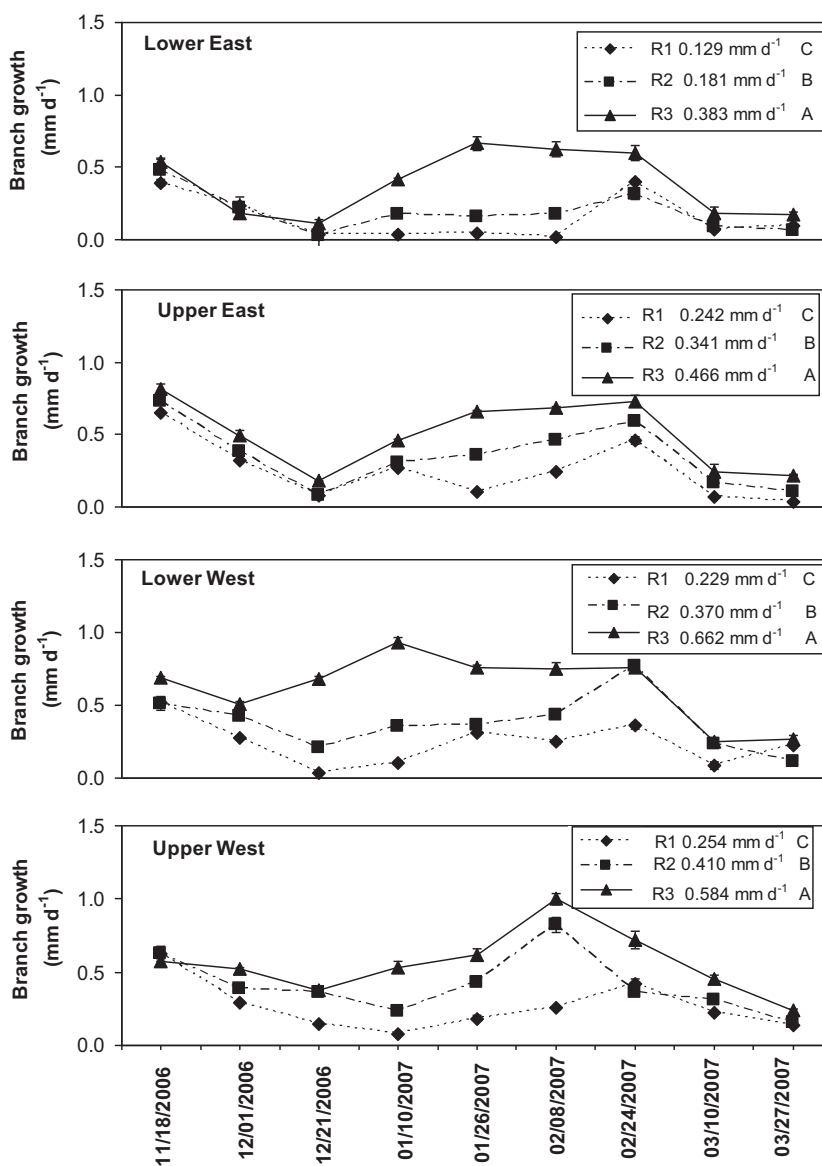 1.5
Lower East
R1 0.129 mm d⁻¹ C
R2 0.181 mm d⁻¹ B
R3 0.383 mm d⁻¹ A
1.0
0.5
0.0
Branch growth
(mm d⁻¹)
1.5
Upper East
R1 0.242 mm d⁻¹ C
R2 0.341 mm d⁻¹ B
R3 0.466 mm d⁻¹ A
1.0
0.5
0.0
Branch growth
(mm d⁻¹)
1.5
Lower West
R1 0.229 mm d⁻¹ C
R2 0.370 mm d⁻¹ B
R3 0.662 mm d⁻¹ A
1.0
0.5
0.0
Branch growth
(mm d⁻¹)
1.5
Upper West
R1 0.254 mm d⁻¹ C
R2 0.410 mm d⁻¹ B
R3 0.584 mm d⁻¹ A
1.0
0.5
0.0
Branch growth
(mm d⁻¹)
11/18/2006
12/01/2006
12/21/2006
01/10/2007
01/26/2007
02/08/2007
02/24/2007
03/10/2007
03/27/2007